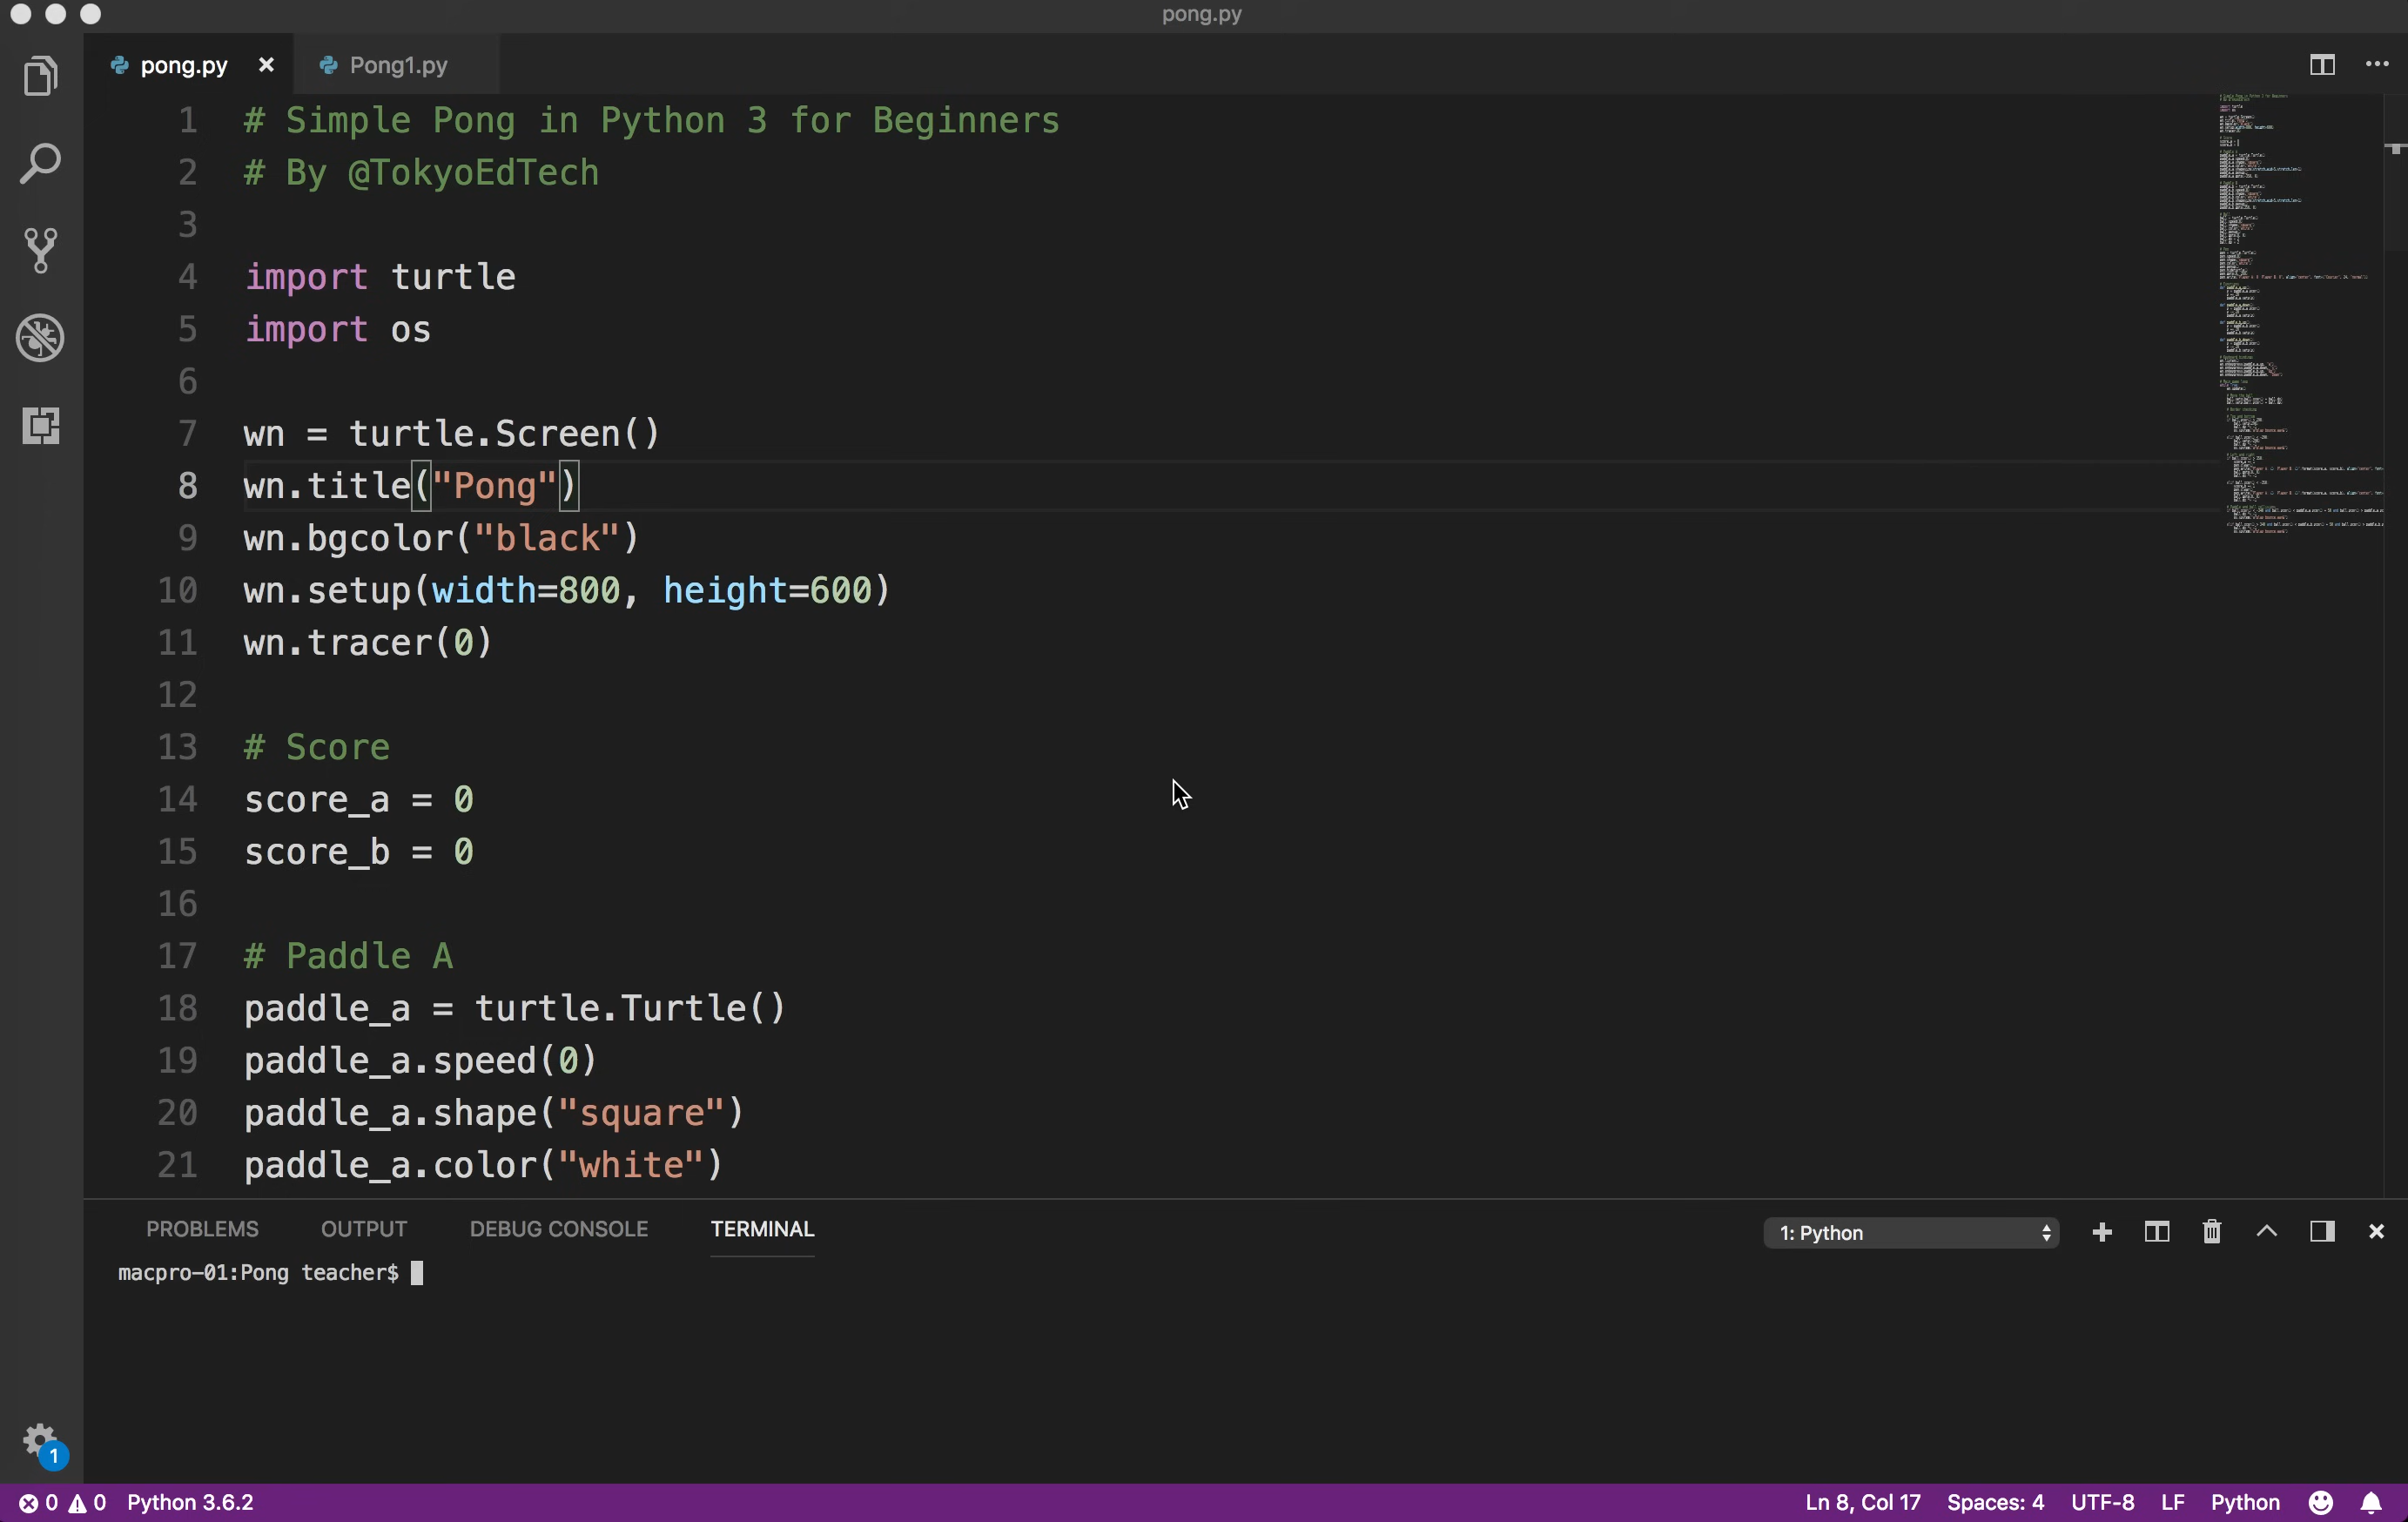 pong.py
pong.py Pong1.py
1 # Simple Pong in Python 3 for Beginners
2 # By @TokyoEdTech
3
4 import turtle
5 import os
6
7 wn = turtle.Screen()
8 wn.title("Pong")
9 wn.bgcolor("black")
10 wn.setup(width=800, height=600)
11 wn.tracer(0)
12
13 # Score
14 score_a = 0
15 score_b = 0
16
17 # Paddle A
18 paddle_a = turtle.Turtle()
19 paddle_a.speed(0)
20 paddle_a.shape("square")
21 paddle_a.color("white")
PROBLEMS OUTPUT DEBUG CONSOLE TERMINAL 1: Python
macpro-01:Pong teacher$
1
0 0 Python 3.6.2 Ln 8, Col 17 Spaces: 4 UTF-8 LF Python